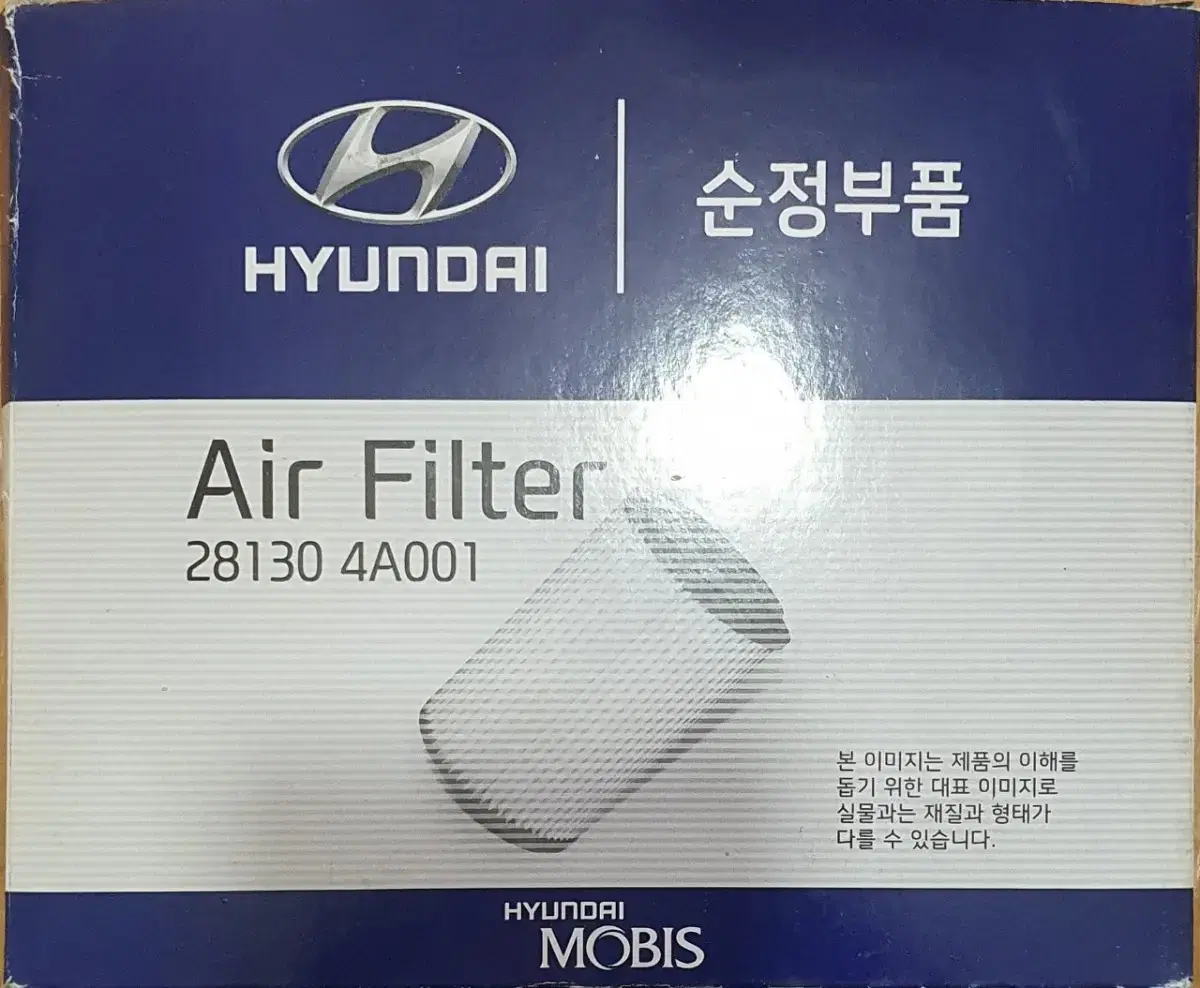 HYUNDAI
순정부품
Air Filter
28130 4A001
본 이미지는 제품의 이해를
돕기 위한 대표 이미지로
실물과는 재질과 형태가
다를 수 있습니다.
HYUNDAI
MOBIS